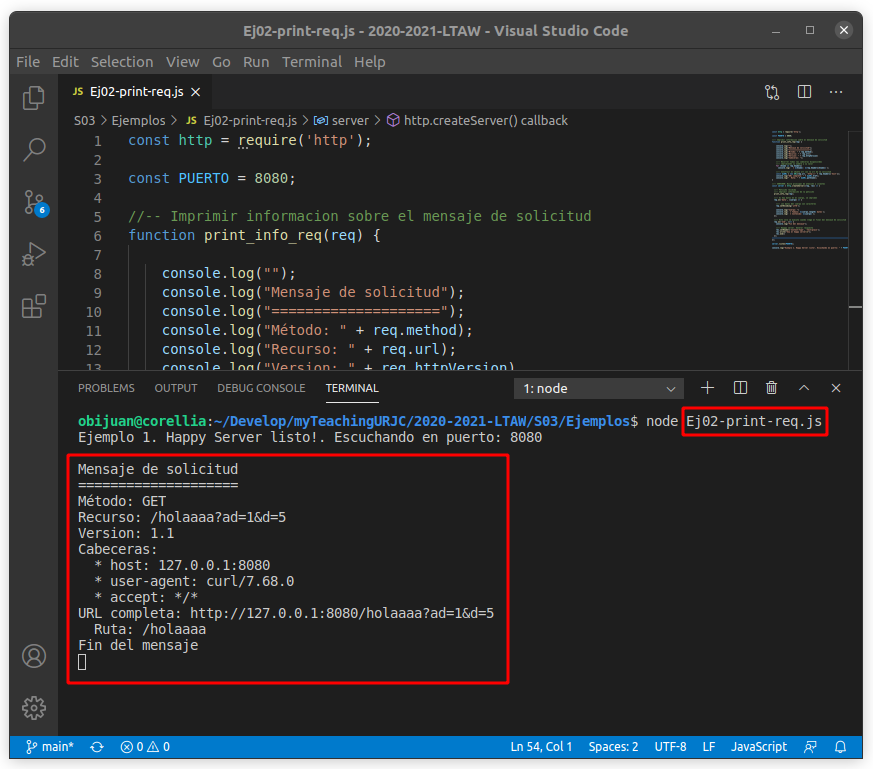 Ej02-print-req.js - 2020-2021-LTAW - Visual Studio Code
File Edit Selection View Go Run Terminal Help
JS Ej02-print-req.js
S03 > Ejemplos > JS Ej02-print-req.js > server > http.createServer() callback
1 const http = require('http');
2
3 const PUERTO = 8080;
4
5 //-- Imprimir informacion sobre el mensaje de solicitud
6 function print_info_req(req) {
7
8 console.log("");
9 console.log("Mensaje de solicitud");
10 console.log("====================");
11 console.log("Método: " + req.method);
12 console.log("Recurso: " + req.url);
13 console.log("Version: " + req.httpVersion)
6
PROBLEMS OUTPUT DEBUG CONSOLE TERMINAL 1: node
obijuan@corellia:~/Develop/myTeachingURJC/2020-2021-LTAW/S03/Ejemplos$ node Ej02-print-req.js
Ejemplo 1. Happy Server listo!. Escuchando en puerto: 8080
Mensaje de solicitud
====================
Método: GET
Recurso: /holaaaa?ad=1&d=5
Version: 1.1
Cabeceras:
* host: 127.0.0.1:8080
* user-agent: curl/7.68.0
* accept: */*
URL completa: http://127.0.0.1:8080/holaaaa?ad=1&d=5
Ruta: /holaaaa
Fin del mensaje
main* 0 0 Ln 54, Col 1 Spaces: 2 UTF-8 LF JavaScript